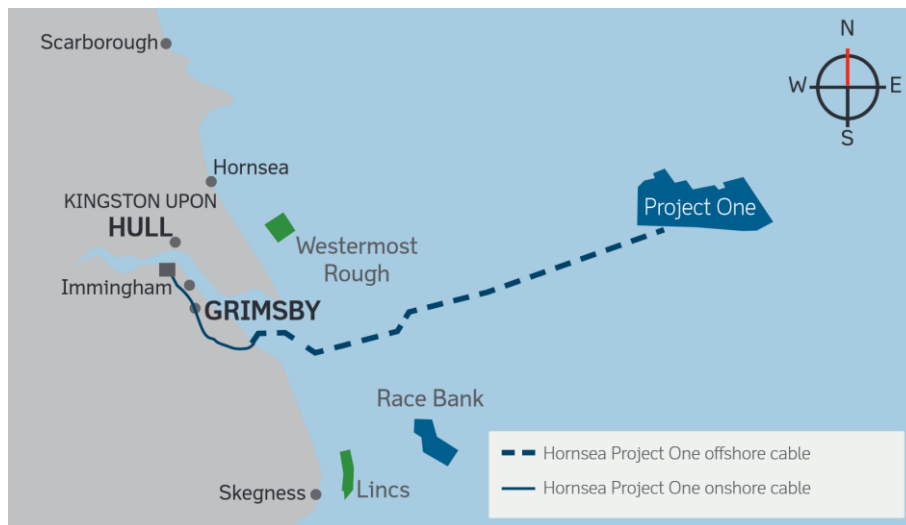 N
Scarborough
W
E
S
Hornsea
KINGSTON UPON
HULL
Project One
Westermost
Rough
Immingham
GRIMSBY
Race Bank
Hornsea Project One offshore cable
Hornsea Project One onshore cable
Skegness
Lincs